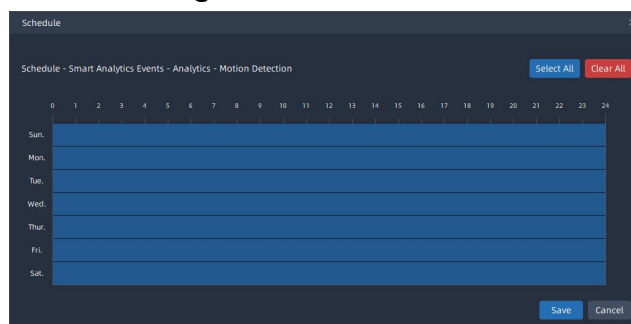 Schedule
Schedule - Smart Analytics Events - Analytics - Motion Detection
Select All
Clear All
0 1 2 3 4 5 6 7 8 9 10 11 12 13 14 15 16 17 18 19 20 21 22 23 24
Sun.
Mon.
Tue.
Wed.
Thur.
Fri.
Sat.
Save
Cancel